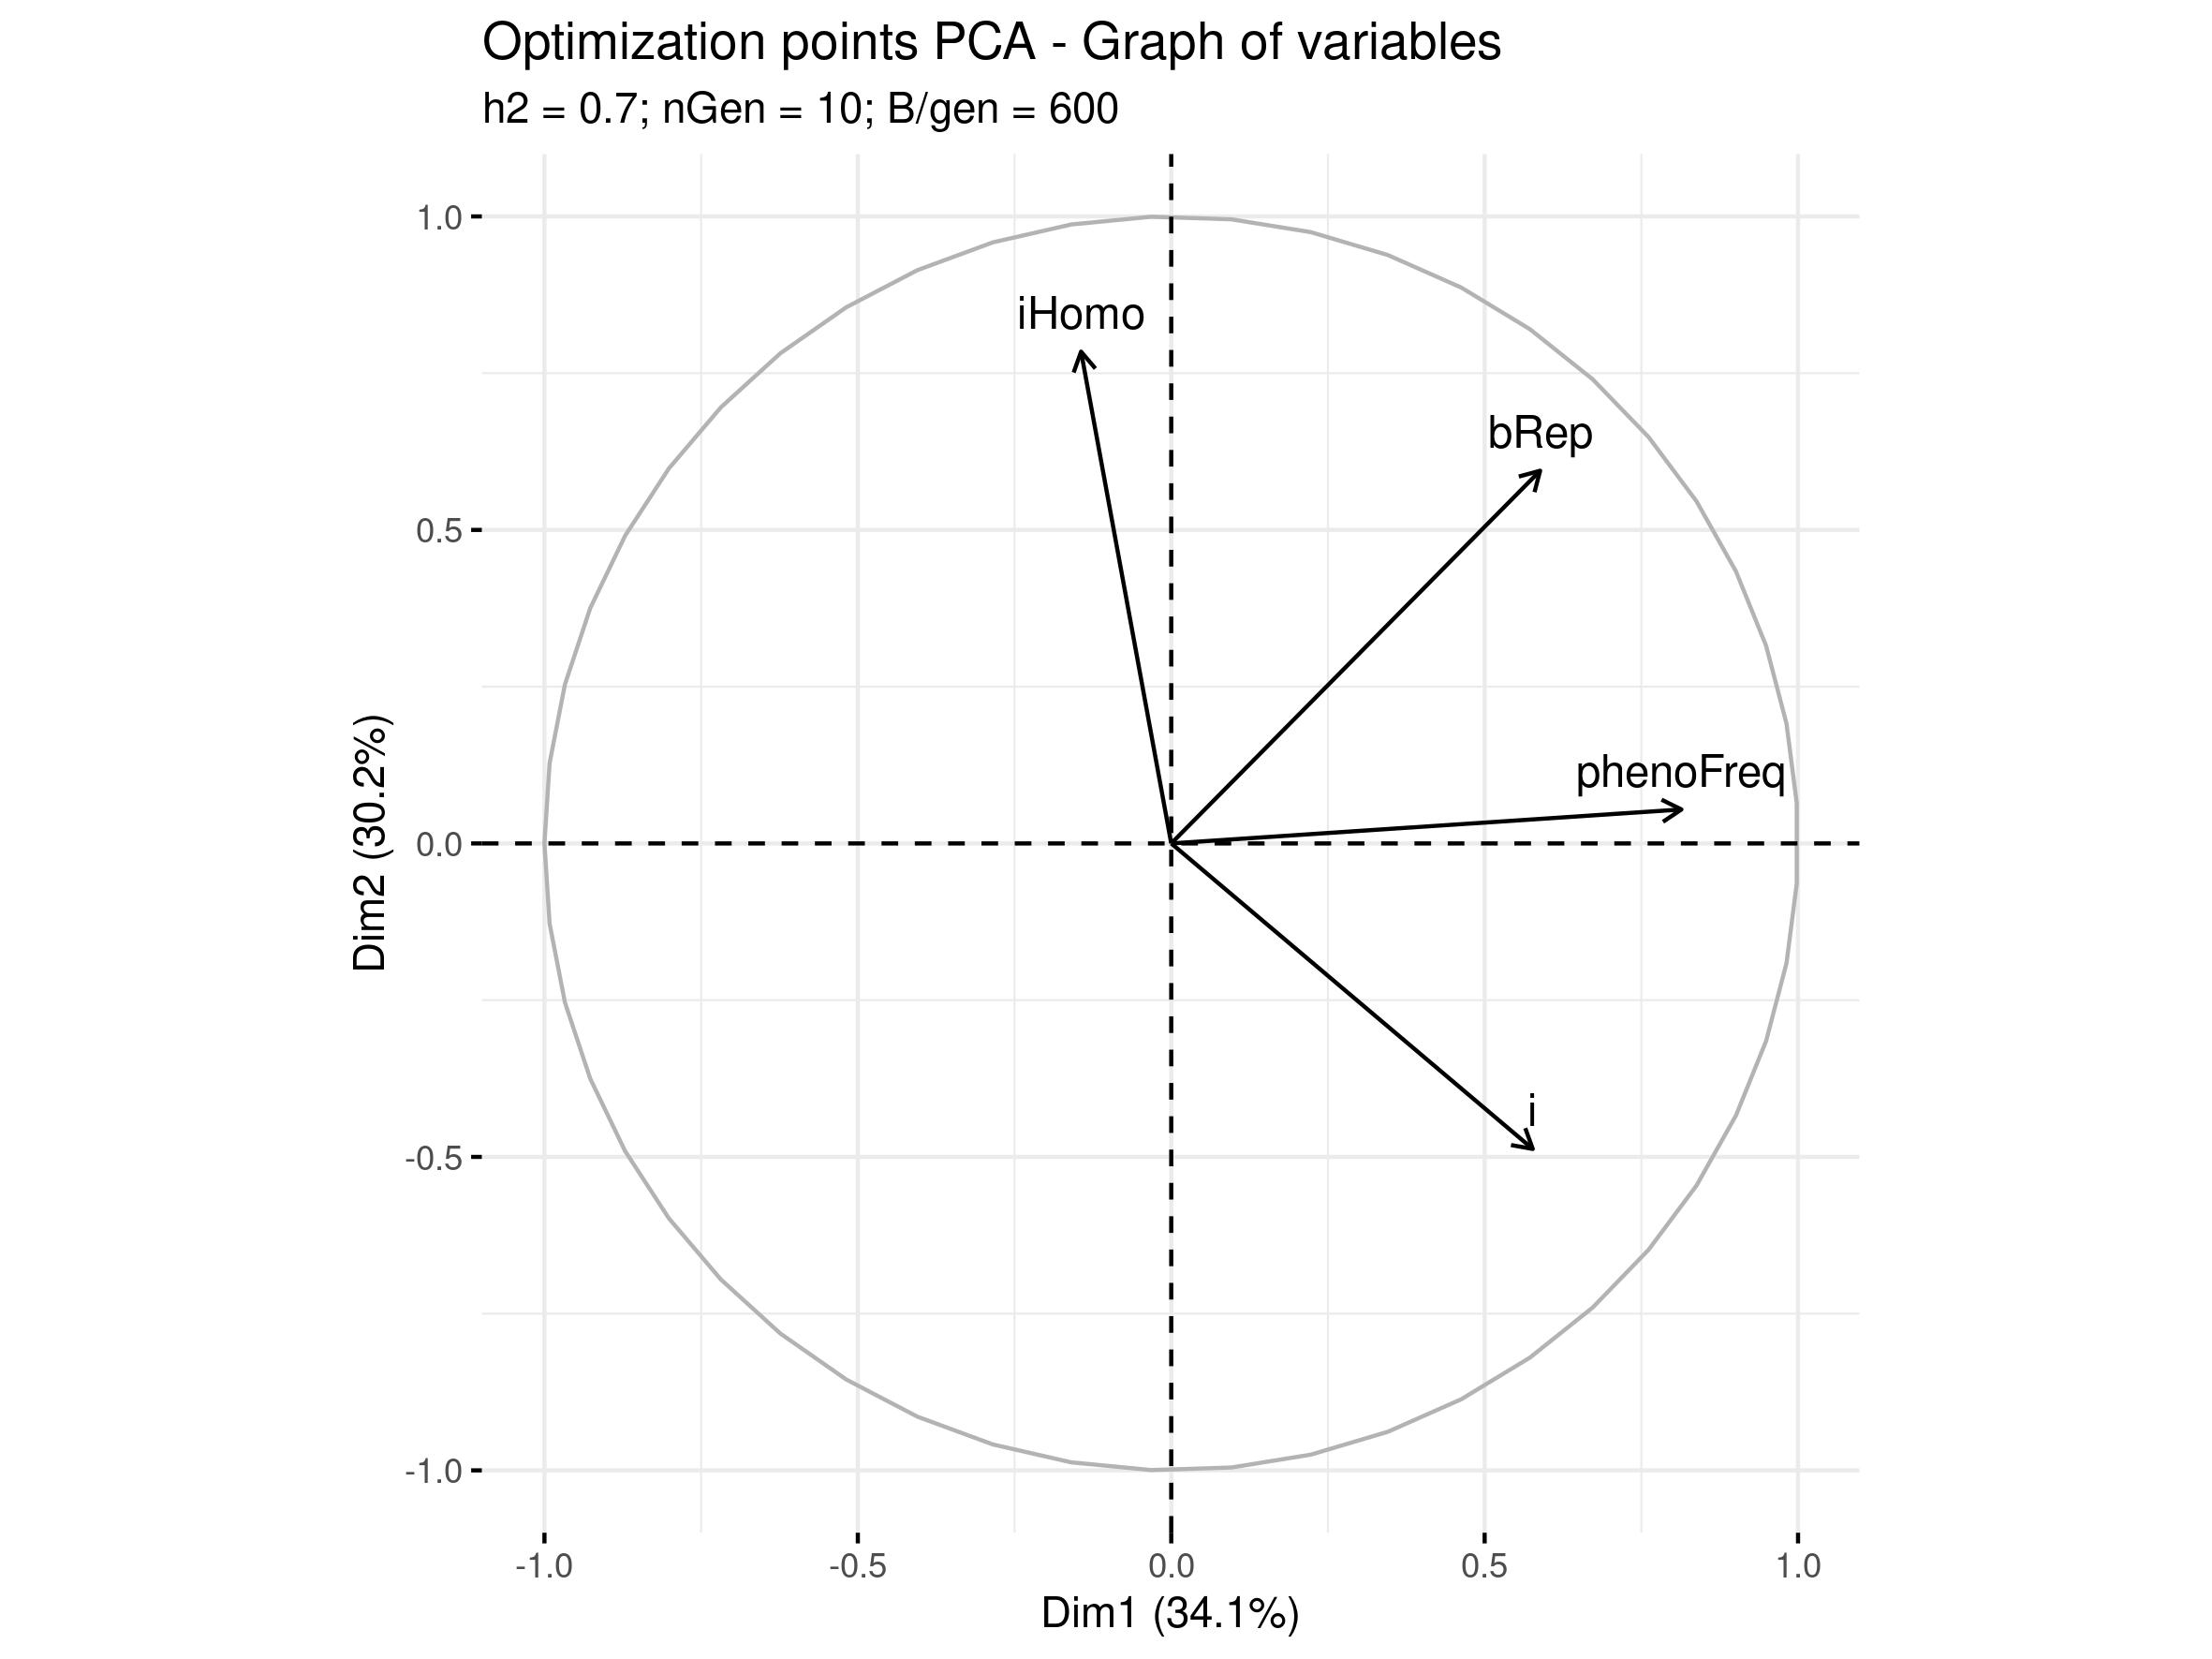 Optimization points PCA - Graph of variables
h2 = 0.7; nGen = 10; B/gen = 600
1.0
0.5
0.0
-0.5
-1.0
Dim2 (30.2%)
iHomo
bRep
phenoFreq
i
-1.0
-0.5
0.0
0.5
1.0
Dim1 (34.1%)